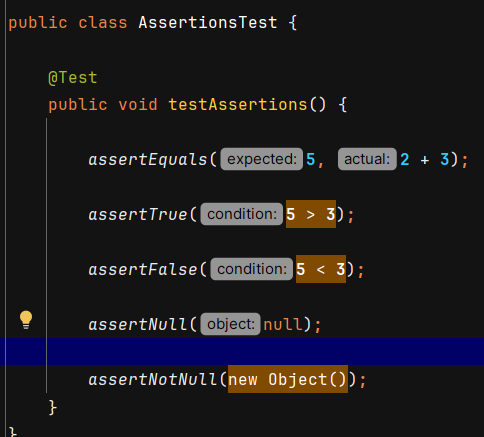 public class AssertionsTest {
@Test
public void testAssertions() {
assertEquals( expected: 5, actual: 2 + 3);
assertTrue( condition: 5 > 3);
assertFalse( condition: 5 < 3);
assertNull( object: null);
assertNotNull(new Object());
}
}